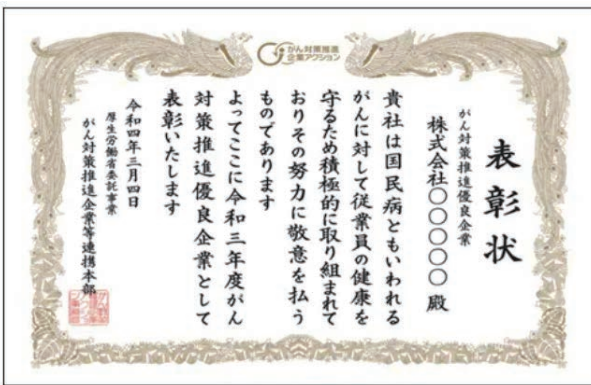 がん対策推進
企業アクション
表彰状
がん対策推進優良企業
株式会社〇〇〇〇〇 殿
貴社は国民病ともいわれる
がんに対して従業員の健康を
守るため積極的に取り組まれて
おりその努力に敬意を払う
ものであります
よってここに令和三年度がん
対策推進優良企業として
表彰いたします
令和四年三月四日
厚生労働省委託事業
がん対策推進企業等連携本部